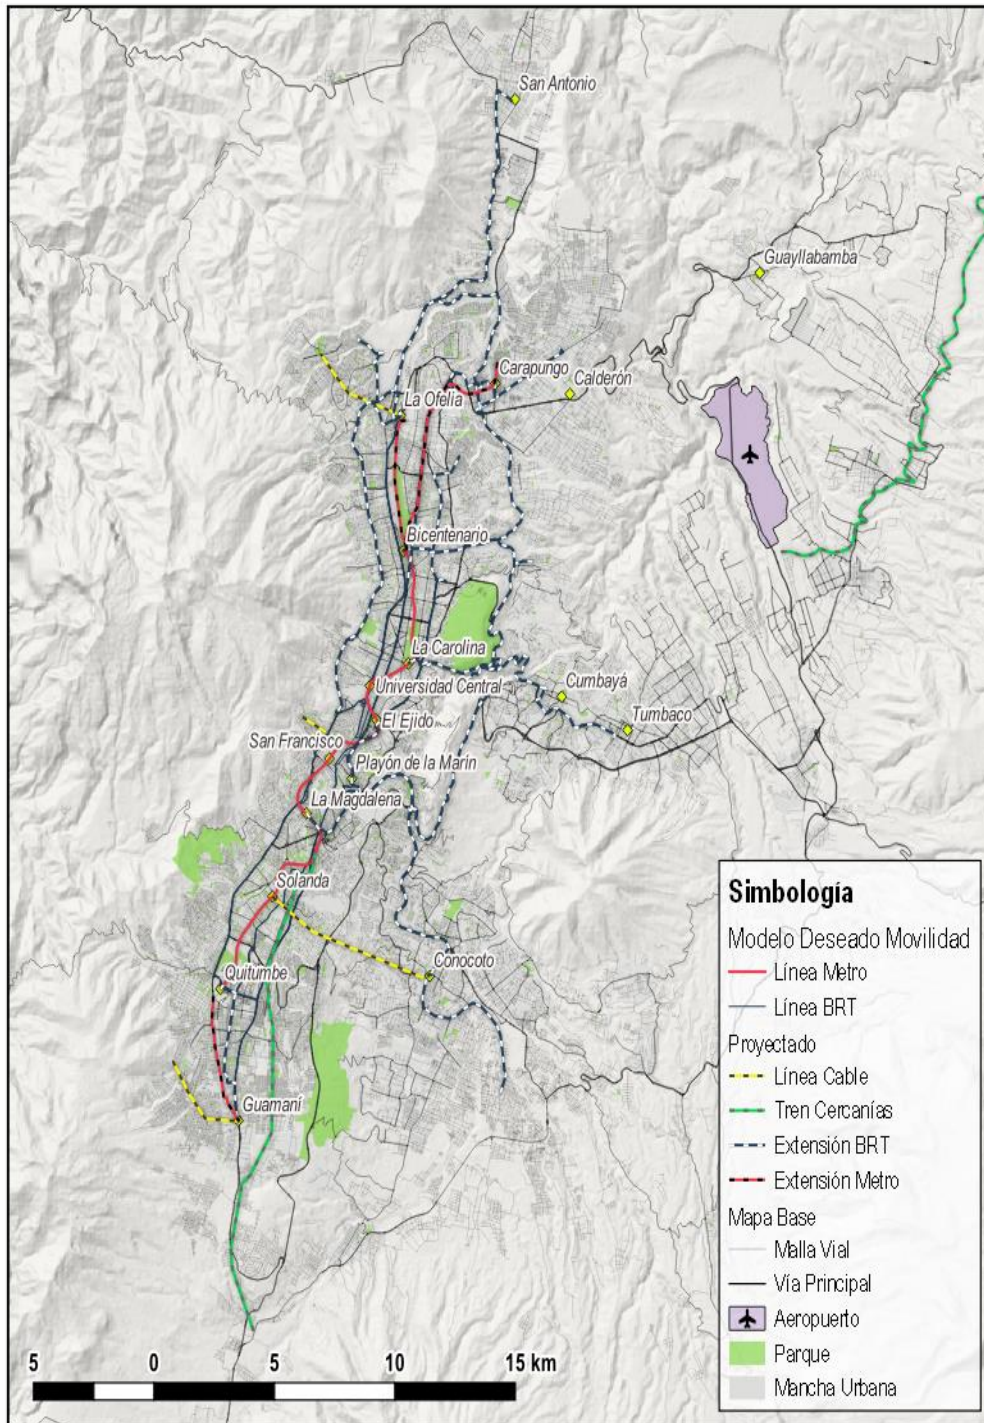 San Antonio
Guayllabamba
Carapungo
Calderón
La Ofelia
Bicentenario
La Carolina
Universidad Central
Cumbayá
El Ejido
Tumbaco
San Francisco
Playón de la Marin
La Magdalena
Solanda
Conocoto
Quitumbe
Guamaní
Simbología
Modelo Deseado Movilidad
Línea Metro
Línea BRT
Proyectado
Línea Cable
Tren Cercanías
Extensión BRT
Extensión Metro
Mapa Base
Malla Vial
Vía Principal
Aeropuerto
Parque
Mancha Urbana
5 0 5 10 15 km